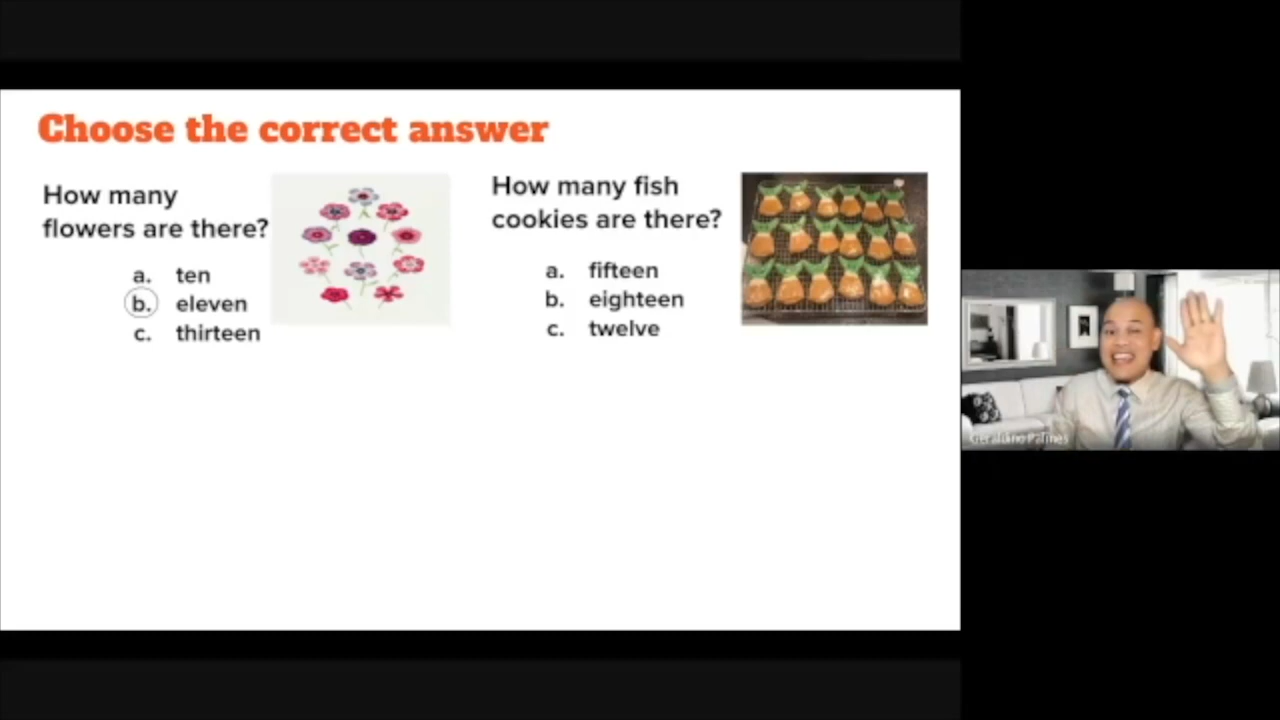 Choose the correct answer
How many
flowers are there?
a. ten
b. eleven
c. thirteen
How many fish
cookies are there?
a. fifteen
b. eighteen
c. twelve